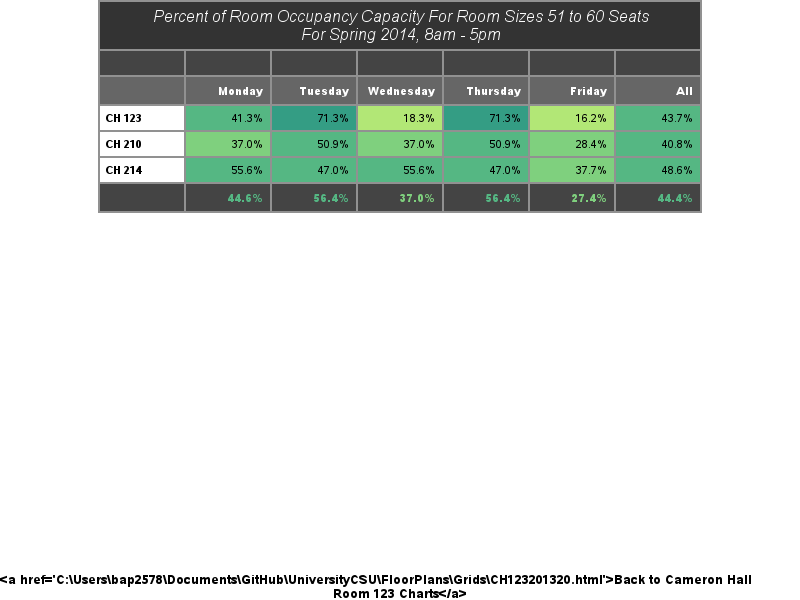 Percent of Room Occupancy Capacity For Room Sizes 51 to 60 Seats
For Spring 2014, 8am - 5pm
Monday Tuesday Wednesday Thursday Friday All
CH 123 41.3% 71.3% 18.3% 71.3% 16.2% 43.7%
CH 210 37.0% 50.9% 37.0% 50.9% 28.4% 40.8%
CH 214 55.6% 47.0% 55.6% 47.0% 37.7% 48.6%
44.6% 56.4% 37.0% 56.4% 27.4% 44.4%
<a href='C:\Users\bap2578\Documents\GitHub\UniversityCSU\FloorPlans\Grids\CH123201320.html'>Back to Cameron Hall
Room 123 Charts</a>